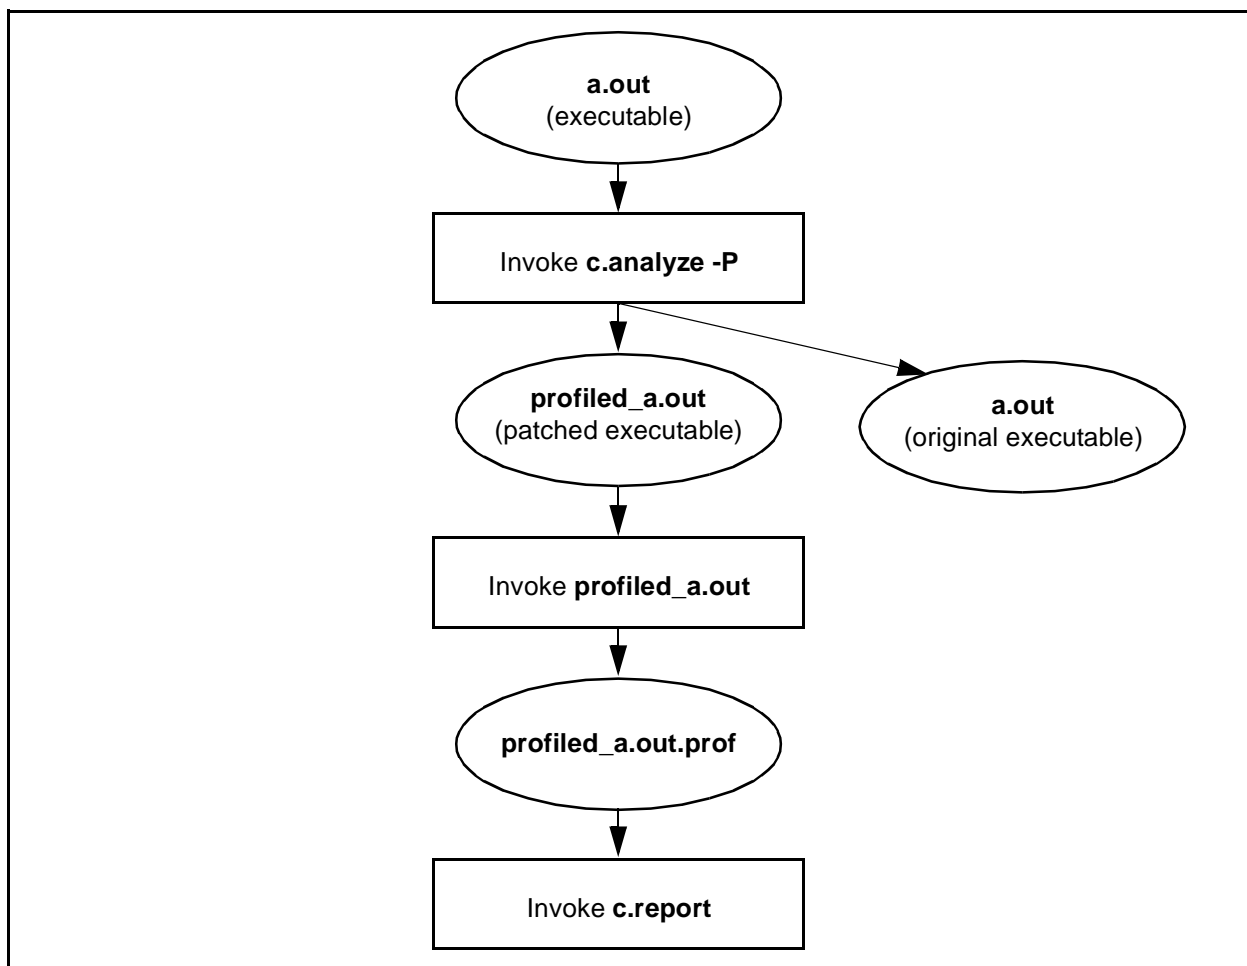 a.out
(executable)
Invoke c.analyze -P
profiled_a.out
(patched executable)
a.out
(original executable)
Invoke profiled_a.out
profiled_a.out.prof
Invoke c.report